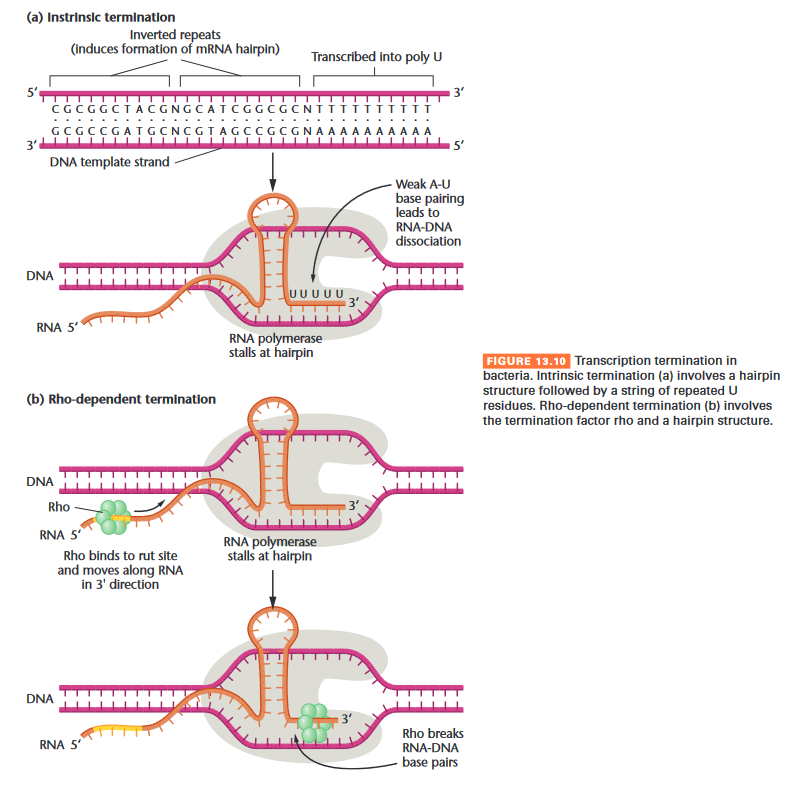 (a) Instrinsic termination
Inverted repeats
(induces formation of mRNA hairpin)
Transcribed into poly U
5′ 3′
C G C G G C T A C G N G C A T C G G C G C N T T T T T T T T T T
G C G C C G A T G C N C G T A G C C G C G N A A A A A A A A A A
3′ 5′
DNA template strand
Weak A-U
base pairing
leads to
RNA-DNA
dissociation
DNA
U U U U U
3′
RNA 5′
RNA polymerase
stalls at hairpin
FIGURE 13.10 Transcription termination in
bacteria. Intrinsic termination (a) involves a hairpin
structure followed by a string of repeated U
residues. Rho-dependent termination (b) involves
the termination factor rho and a hairpin structure.
(b) Rho-dependent termination
DNA
Rho
3′
RNA 5′
Rho binds to rut site
and moves along RNA
in 3' direction
RNA polymerase
stalls at hairpin
DNA
3′
RNA 5′
Rho breaks
RNA-DNA
base pairs